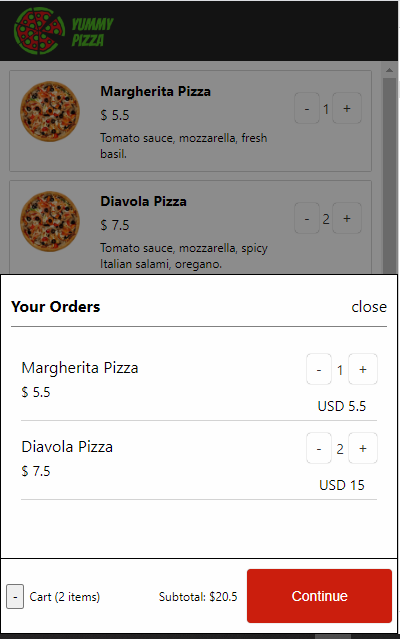 YUMMY
PIZZA
Margherita Pizza
$ 5.5
- 1 +
Tomato sauce, mozzarella, fresh
basil.
Diavola Pizza
$ 7.5
- 2 +
Tomato sauce, mozzarella, spicy
Italian salami, oregano.
Your Orders close
Margherita Pizza - 1 +
$ 5.5
USD 5.5
Diavola Pizza - 2 +
$ 7.5
USD 15
- Cart (2 items) Subtotal: $20.5 Continue